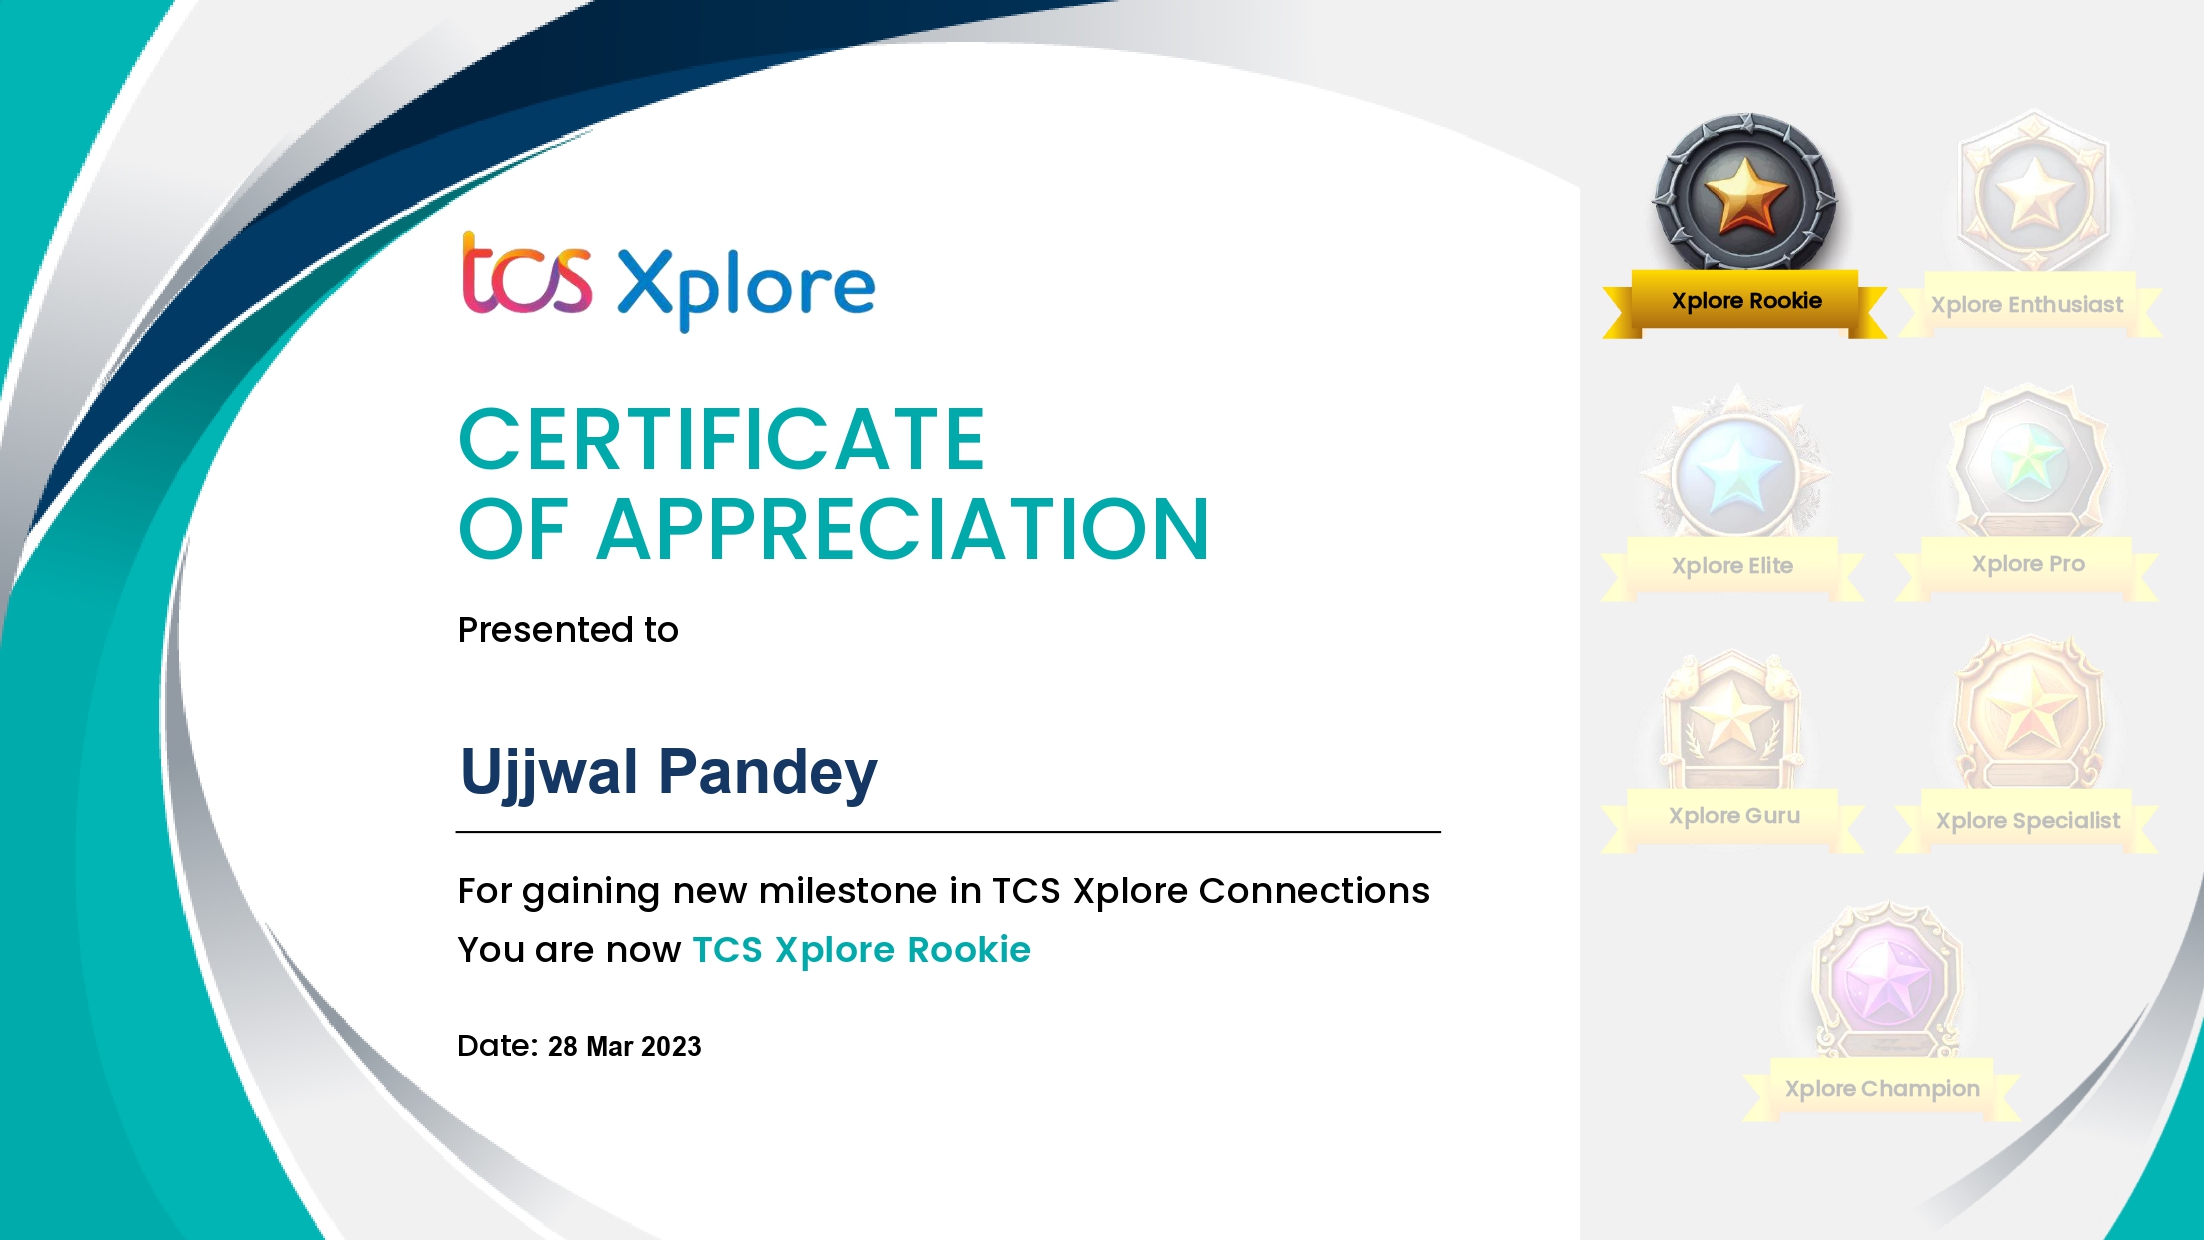 tcs Xplore
CERTIFICATE
OF APPRECIATION
Presented to
Ujjwal Pandey
For gaining new milestone in TCS Xplore Connections
You are now TCS Xplore Rookie
Date: 28 Mar 2023
Xplore Rookie
Xplore Enthusiast
Xplore Elite
Xplore Pro
Xplore Guru
Xplore Specialist
Xplore Champion